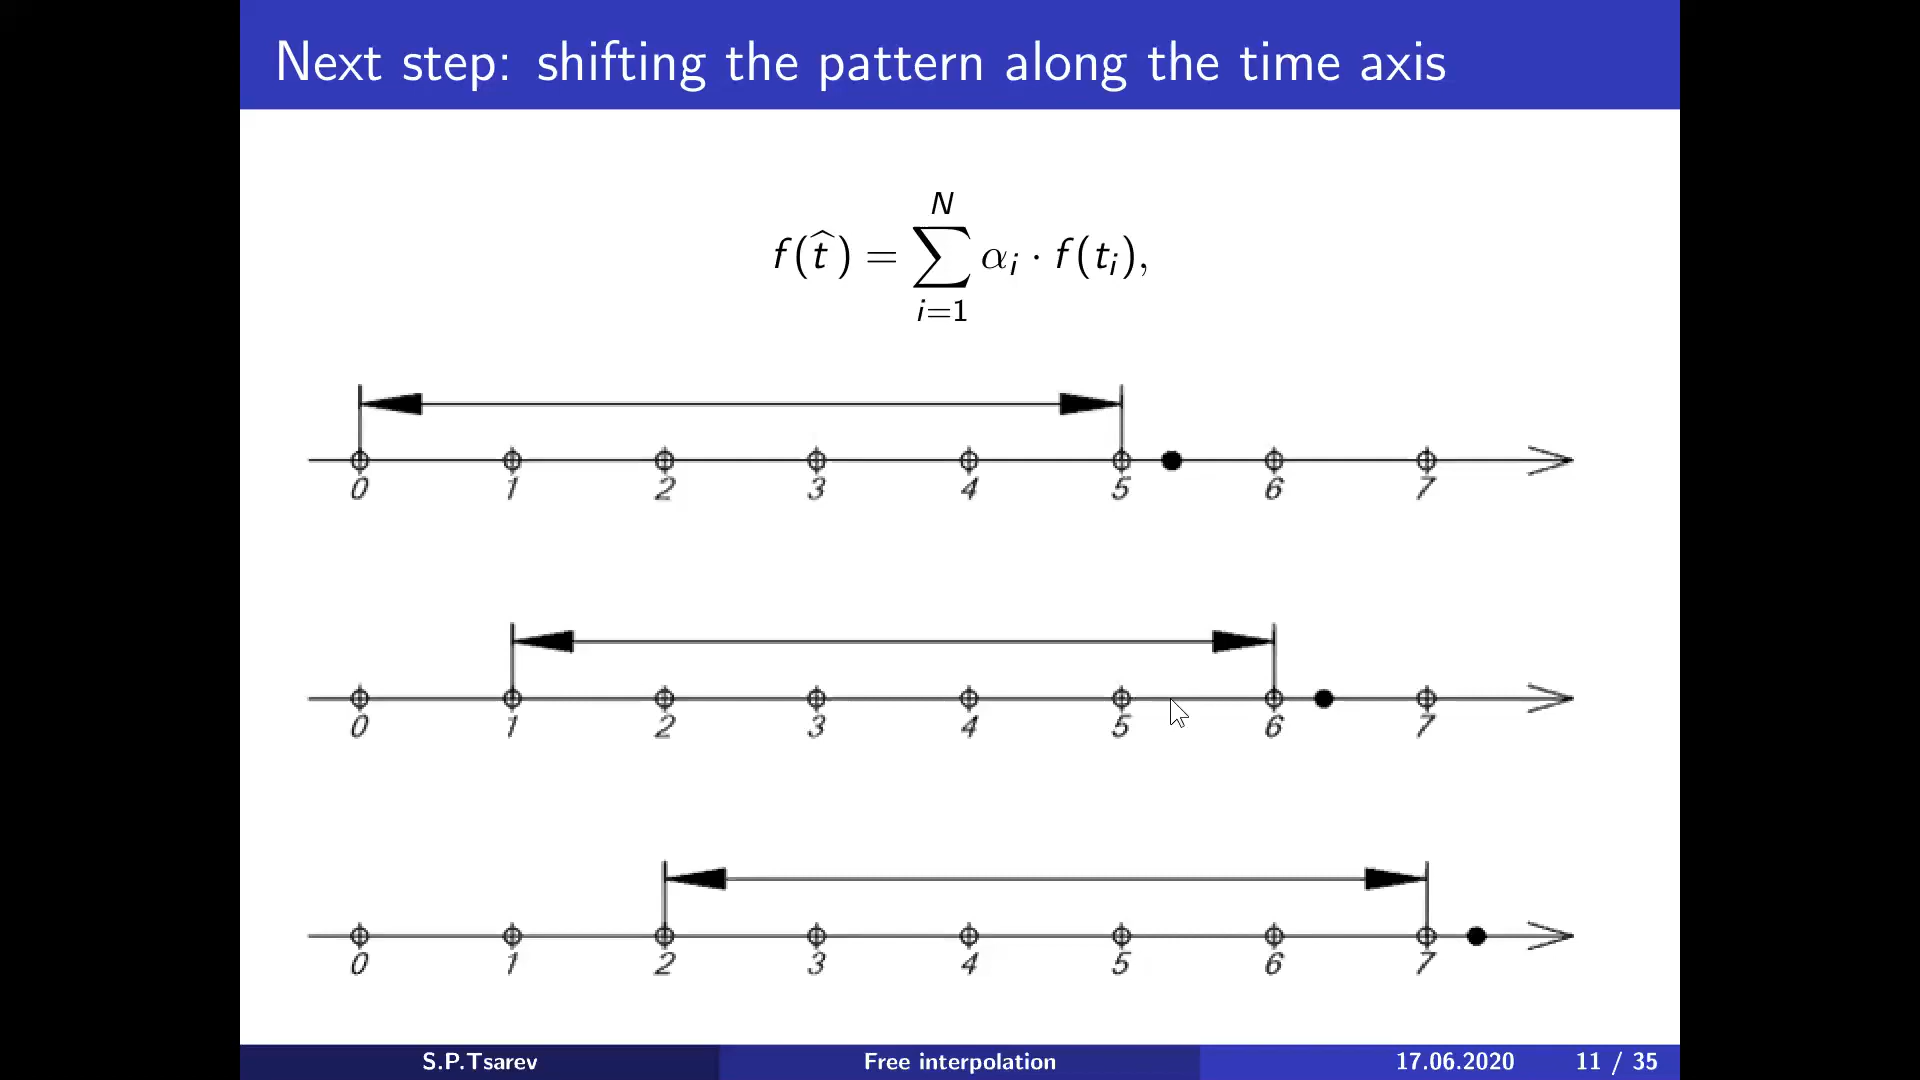 Next step: shifting the pattern along the time axis
f(t̂) = ∑_{i=1}^{N} α_i · f(t_i),
0 1 2 3 4 5 6 7
0 1 2 3 4 5 6 7
0 1 2 3 4 5 6 7
S.P.Tsarev Free interpolation 17.06.2020 11 / 35